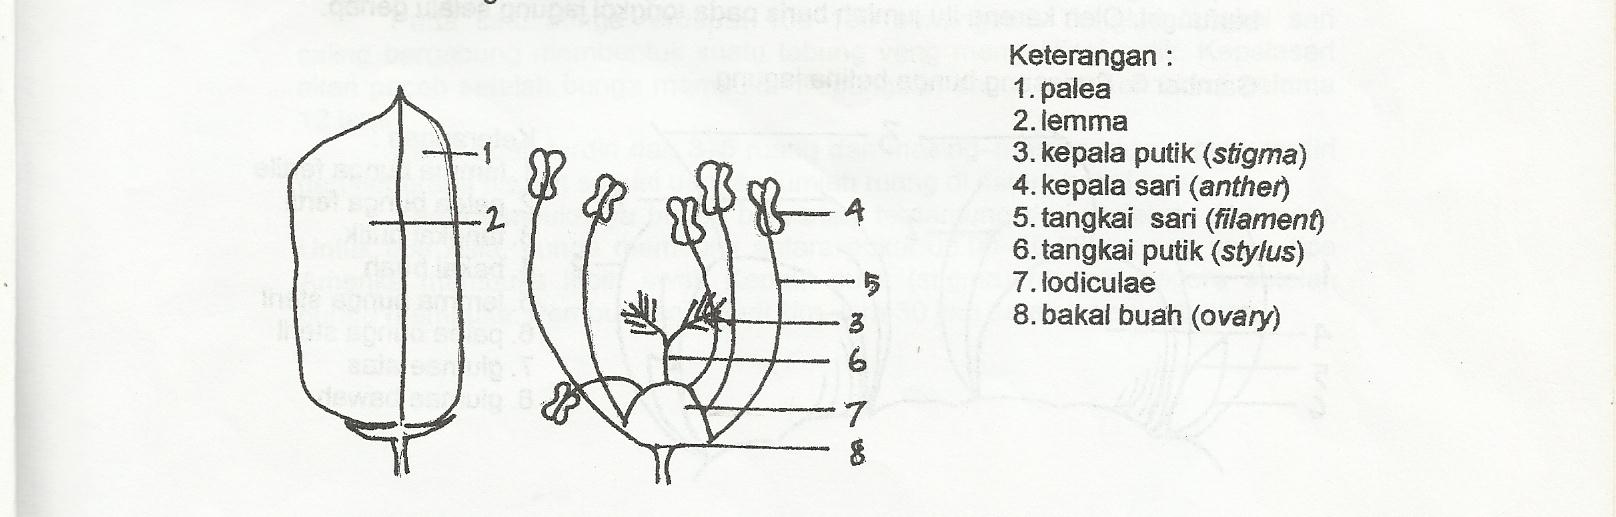 1
2
4
5
3
6
7
8
Keterangan :
1. palea
2. lemma
3. kepala putik (stigma)
4. kepala sari (anther)
5. tangkai sari (filament)
6. tangkai putik (stylus)
7. lodiculae
8. bakal buah (ovary)